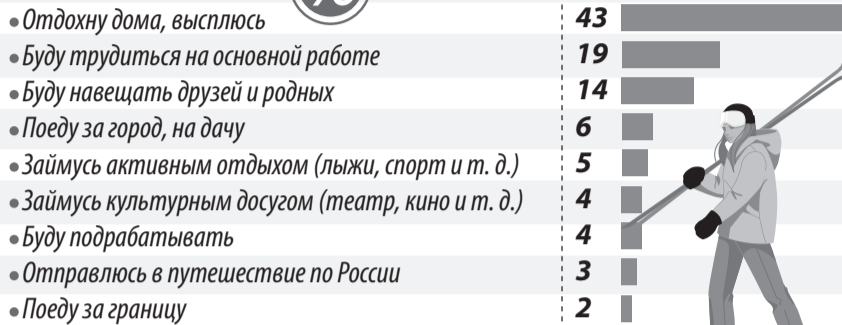 %
• Отдохну дома, высплюсь 43
• Буду трудиться на основной работе 19
• Буду навещать друзей и родных 14
• Поеду за город, на дачу 6
• Займусь активным отдыхом (лыжи, спорт и т. д.) 5
• Займусь культурным досугом (театр, кино и т. д.) 4
• Буду подрабатывать 4
• Отправлюсь в путешествие по России 3
• Поеду за границу 2